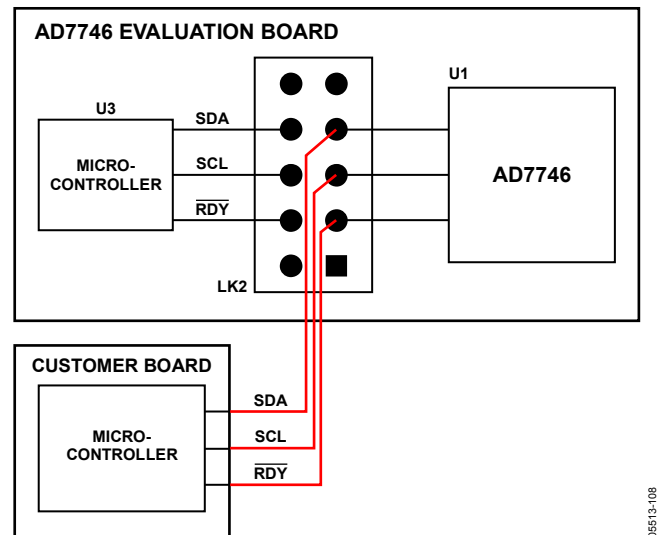 AD7746 EVALUATION BOARD
U1
U3
SDA
MICRO-
CONTROLLER
SCL
AD7746
RDY
LK2
CUSTOMER BOARD
SDA
MICRO-
CONTROLLER
SCL
RDY
05513-108